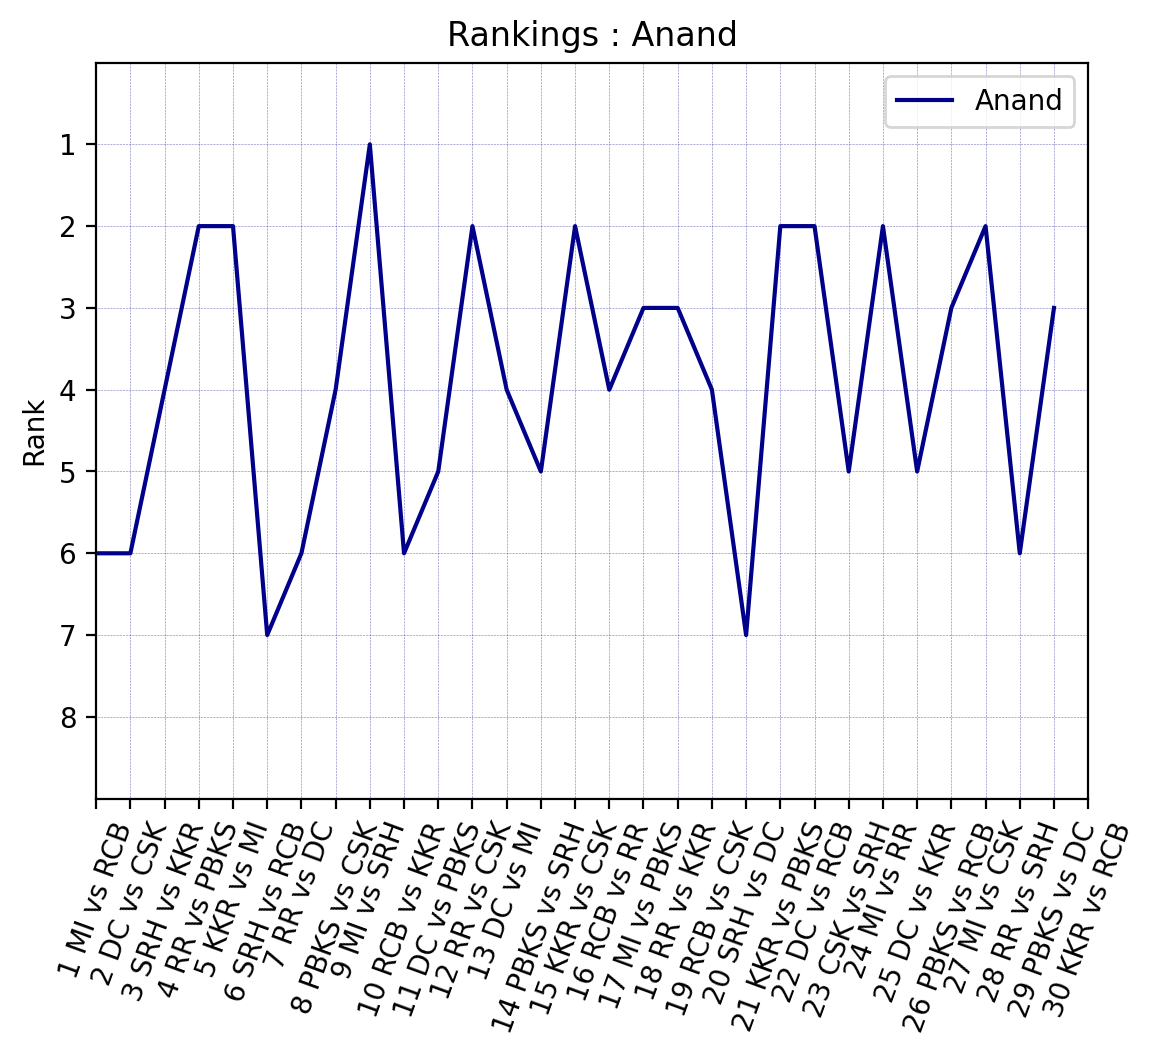 Rankings : Anand
Anand
1
2
3
4
5
6
7
8
Rank
1 MI vs RCB
2 DC vs CSK
3 SRH vs KKR
4 RR vs PBKS
5 KKR vs MI
6 SRH vs RCB
7 RR vs DC
8 PBKS vs CSK
9 MI vs SRH
10 RCB vs KKR
11 DC vs PBKS
12 RR vs CSK
13 DC vs MI
14 PBKS vs SRH
15 KKR vs CSK
16 RCB vs RR
17 MI vs PBKS
18 RR vs KKR
19 RCB vs CSK
20 SRH vs DC
21 KKR vs PBKS
22 DC vs RCB
23 CSK vs SRH
24 MI vs RR
25 DC vs KKR
26 PBKS vs RCB
27 MI vs CSK
28 RR vs SRH
29 PBKS vs DC
30 KKR vs RCB